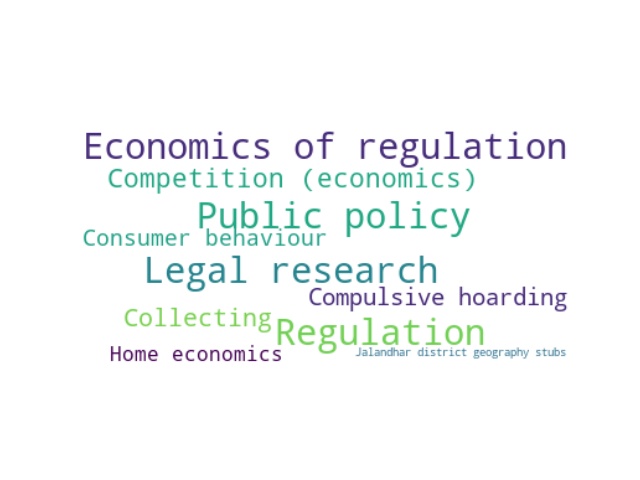 Economics of regulation
Competition (economics)
Public policy
Consumer behaviour
Legal research
Compulsive hoarding
Collecting
Regulation
Home economics
Jalandhar district geography stubs